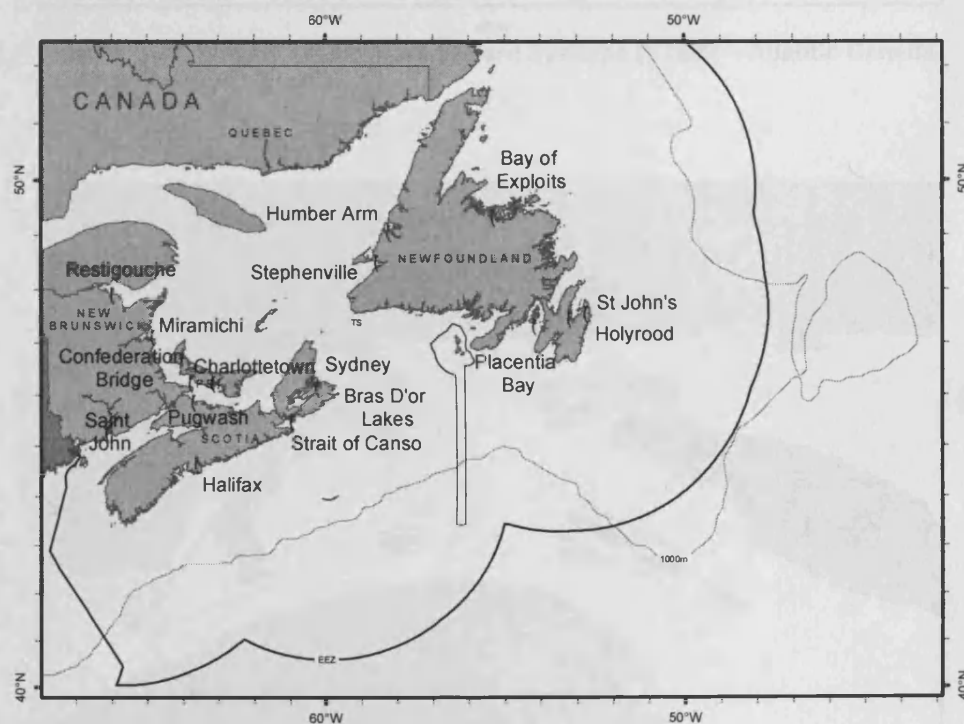 60°W
50°W
CANADA
QUEBEC
50°N
50°N
Bay of
Exploits
Humber Arm
NEWFOUNDLAND
Stephenville
Restigouche
TS
St John's
NEW
BRUNSWICK
Miramichi
Holyrood
Confederation
Bridge
Charlottetown
Sydney
Placentia
Bay
Bras D'or
Lakes
Saint
John
Pugwash
SCOTIA
Strait of Canso
Halifax
1000m
EEZ
40°N
40°N
60°W
50°W